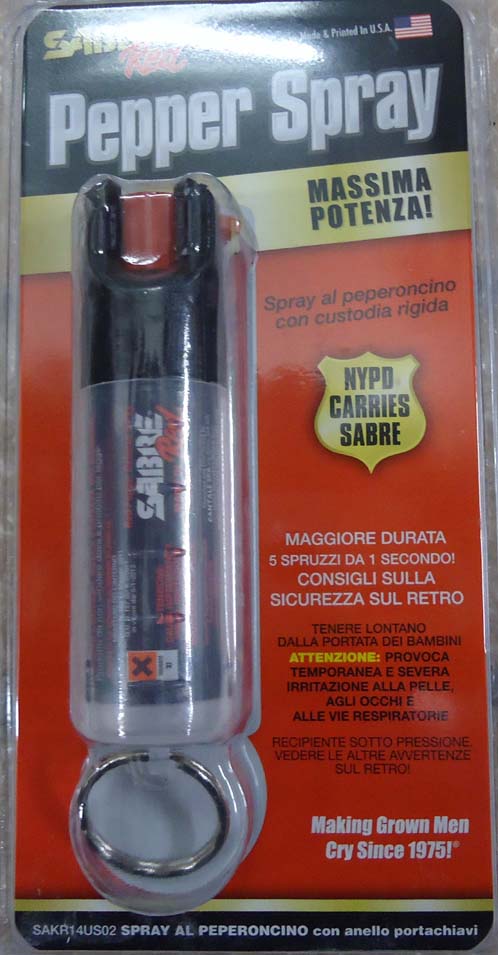 SABRE
Red
Made & Printed In U.S.A.
Pepper Spray
MASSIMA
POTENZA!
Spray al peperoncino
con custodia rigida
NYPD
CARRIES
SABRE
SABRE
Red
MAGGIORE DURATA
5 SPRUZZI DA 1 SECONDO!
CONSIGLI SULLA
SICUREZZA SUL RETRO
TENERE LONTANO
DALLA PORTATA DEI BAMBINI
ATTENZIONE: PROVOCA
TEMPORANEA E SEVERA
IRRITAZIONE ALLA PELLE,
AGLI OCCHI E
ALLE VIE RESPIRATORIE
RECIPIENTE SOTTO PRESSIONE.
VEDERE LE ALTRE AVVERTENZE
SUL RETRO!
Making Grown Men
Cry Since 1975!®
SAKR14US02 SPRAY AL PEPERONCINO con anello portachiavi